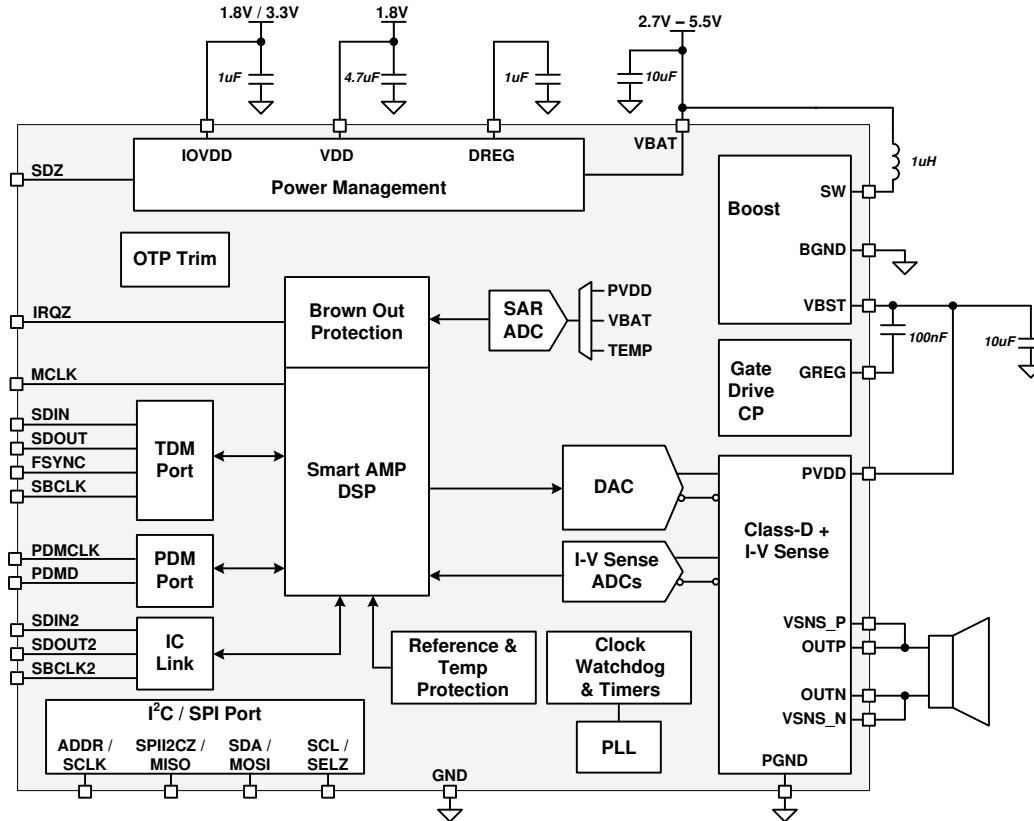 1.8V / 3.3V
1.8V
2.7V – 5.5V
1uF
4.7uF
1uF
10uF
IOVDD
VDD
DREG
VBAT
Power Management
SDZ
1uH
SW
Boost
BGND
VBST
OTP Trim
IRQZ
Brown Out
Protection
SAR
ADC
PVDD
VBAT
TEMP
100nF
10uF
Gate
Drive
CP
GREG
MCLK
SDIN
SDOUT
FSYNC
SBCLK
TDM
Port
Smart AMP
DSP
DAC
PVDD
Class-D +
I-V Sense
I-V Sense
ADCs
PDMCLK
PDMD
PDM
Port
SDIN2
SDOUT2
SBCLK2
IC
Link
Reference &
Temp
Protection
Clock
Watchdog
& Timers
PLL
VSNS_P
OUTP
OUTN
VSNS_N
PGND
I2C / SPI Port
ADDR /
SCLK
SPII2CZ /
MISO
SDA /
MOSI
SCL /
SELZ
GND